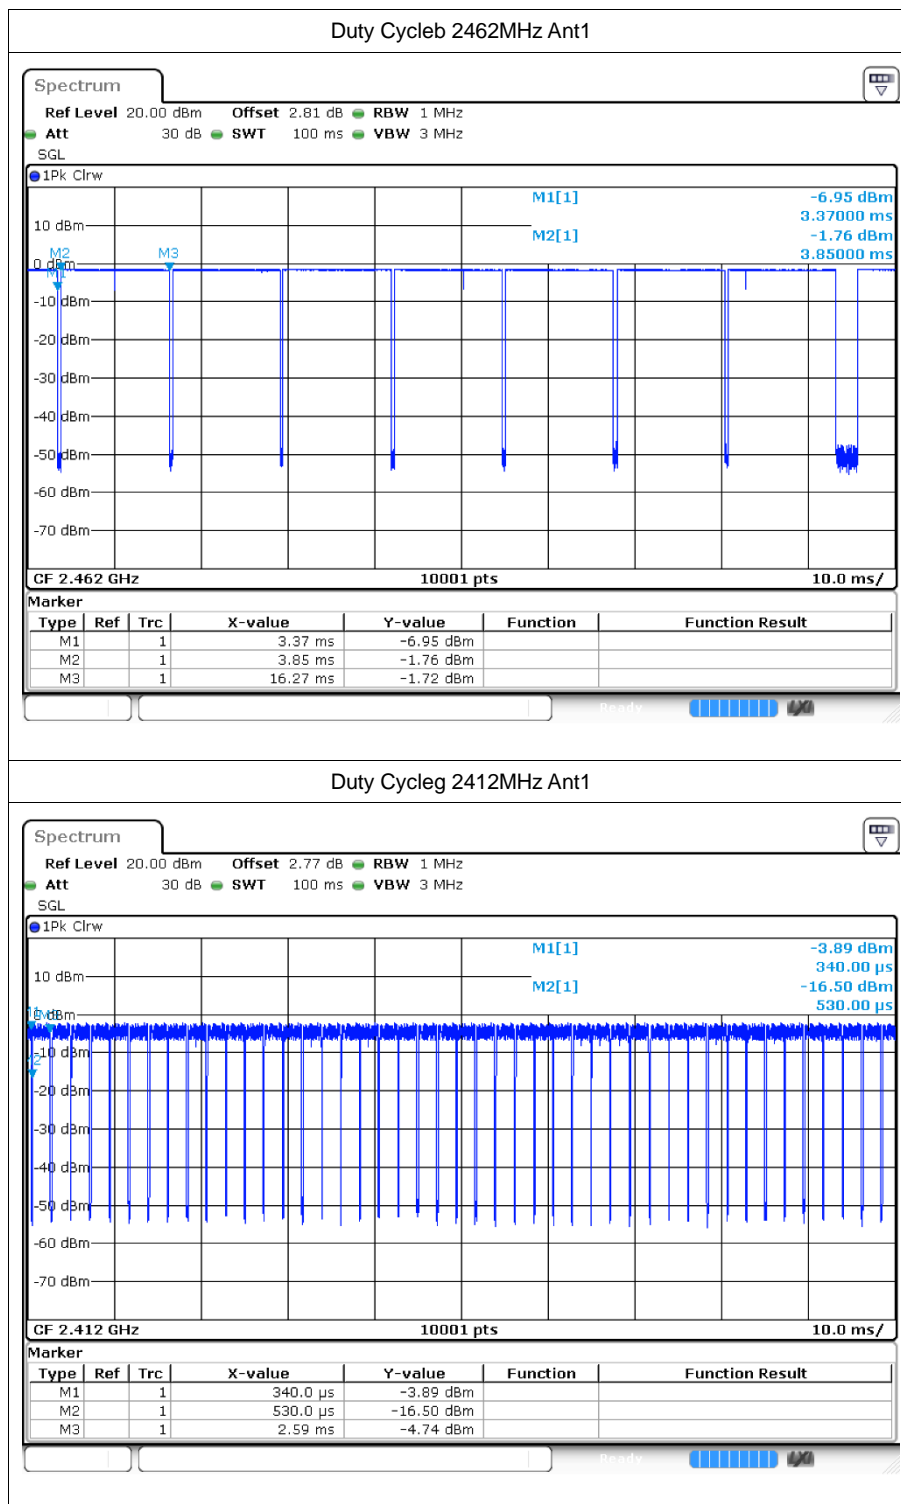 Duty Cycleb 2462MHz Ant1
Spectrum
Ref Level 20.00 dBm Offset 2.81 dB RBW 1 MHz
Att 30 dB SWT 100 ms VBW 3 MHz
SGL
1Pk Clrw
M1[1] -6.95 dBm
3.37000 ms
10 dBm
M2[1] -1.76 dBm
3.85000 ms
M2 M3
0 dBm
M1
-10 dBm
-20 dBm
-30 dBm
-40 dBm
-50 dBm
-60 dBm
-70 dBm
CF 2.462 GHz 10001 pts 10.0 ms/
Marker
Type Ref Trc X-value Y-value Function Function Result
M1 1 3.37 ms -6.95 dBm
M2 1 3.85 ms -1.76 dBm
M3 1 16.27 ms -1.72 dBm
Ready
LXI
Duty Cycleg 2412MHz Ant1
Spectrum
Ref Level 20.00 dBm Offset 2.77 dB RBW 1 MHz
Att 30 dB SWT 100 ms VBW 3 MHz
SGL
1Pk Clrw
M1[1] -3.89 dBm
340.00 µs
10 dBm
M2[1] -16.50 dBm
530.00 µs
0 dBm
-10 dBm
-20 dBm
-30 dBm
-40 dBm
-50 dBm
-60 dBm
-70 dBm
CF 2.412 GHz 10001 pts 10.0 ms/
Marker
Type Ref Trc X-value Y-value Function Function Result
M1 1 340.0 µs -3.89 dBm
M2 1 530.0 µs -16.50 dBm
M3 1 2.59 ms -4.74 dBm
Ready
LXI